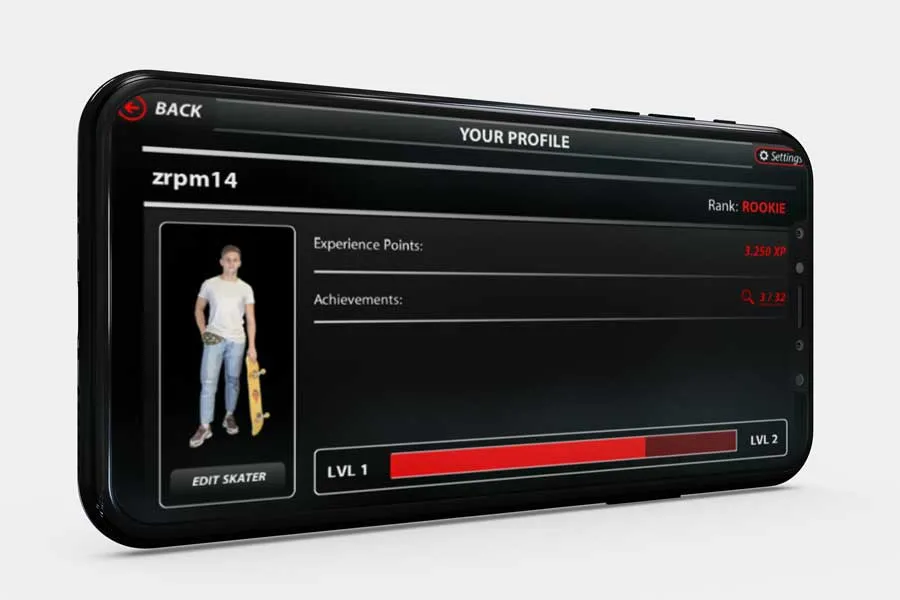 BACK
YOUR PROFILE
Settings
zrpm14
Rank: ROOKIE
Experience Points:
3.250 XP
Achievements:
3 / 32
EDIT SKATER
LVL 1
LVL 2